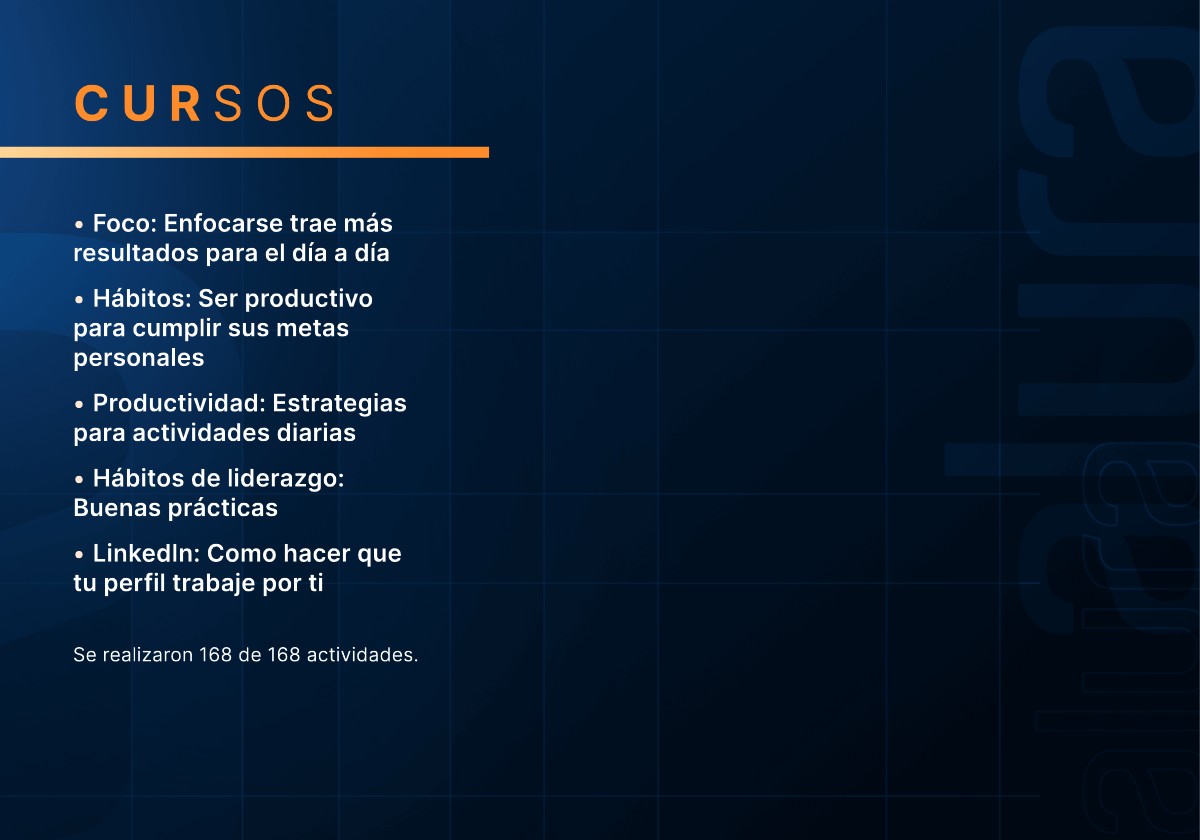 CURSOS
• Foco: Enfocarse trae más
resultados para el día a día
• Hábitos: Ser productivo
para cumplir sus metas
personales
• Productividad: Estrategias
para actividades diarias
• Hábitos de liderazgo:
Buenas prácticas
• LinkedIn: Como hacer que
tu perfil trabaje por ti
Se realizaron 168 de 168 actividades.
alura
alura